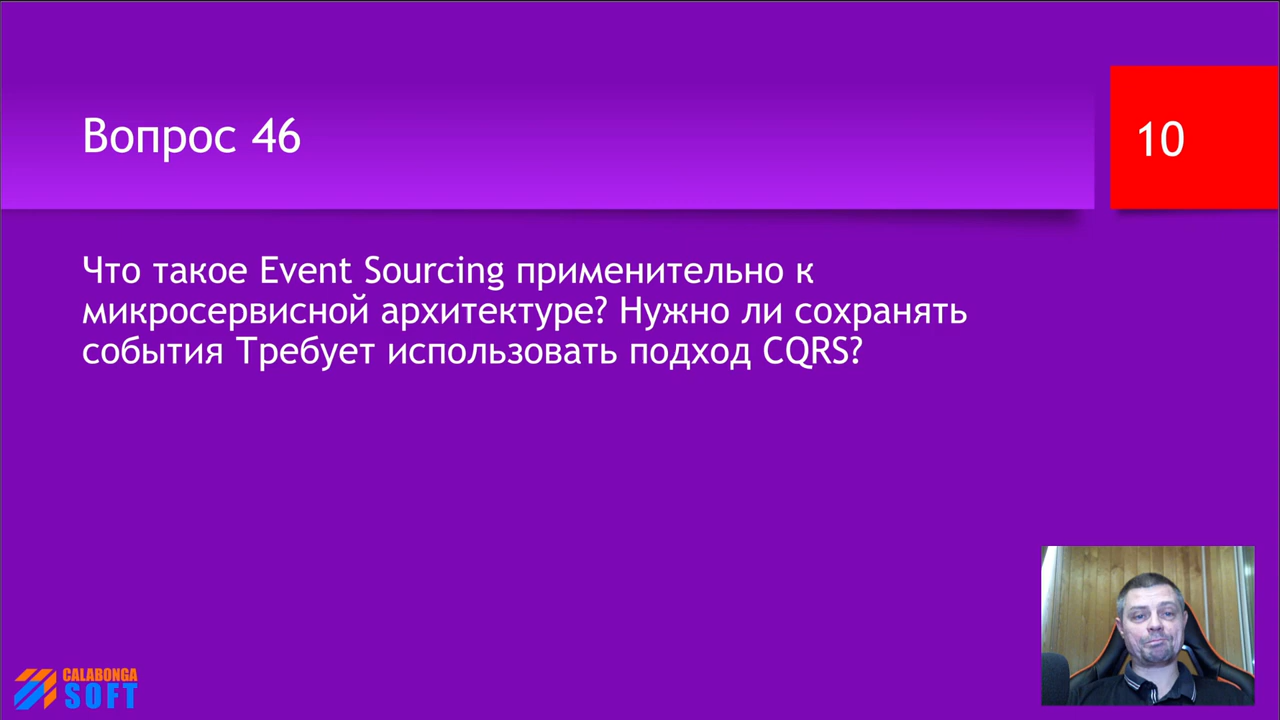 Вопрос 46
10
Что такое Event Sourcing применительно к
микросервисной архитектуре? Нужно ли сохранять
события Требует использовать подход CQRS?
CALABONGA
SOFT